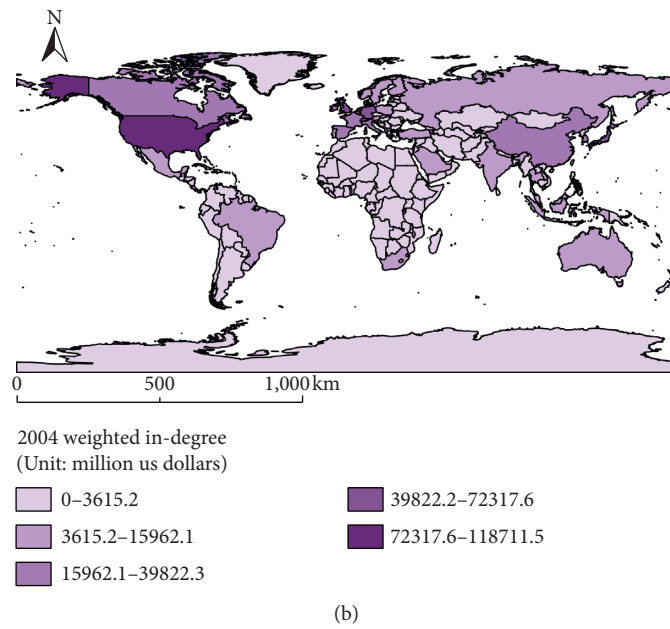 N
0 500 1,000 km
2004 weighted in-degree
(Unit: million us dollars)
0–3615.2
3615.2–15962.1
15962.1–39822.3
39822.2–72317.6
72317.6–118711.5
(b)